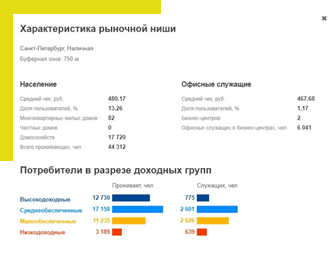 Характеристика рыночной ниши
Санкт-Петербург, Наличная
Буферная зона 750 м
Население
Средний чек, руб. 480.17
Доля пользователей, % 13.26
Многоквартирных жилых домов 82
Частных домов 0
Домохозяйств 17 720
Всего проживающих, чел 44 312
Офисные служащие
Средний чек, руб. 467.68
Доля пользователей, % 1.17
Бизнес-центров 2
Офисных служащих в бизнес-центрах, чел 6 041
Потребители в разрезе доходных групп
Проживает, чел Служащих, чел
Высокодоходные 12 730 775
Среднеобеспеченные 17 158 2 601
Малообеспеченные 11 235 2 026
Низкодоходные 3 189 639